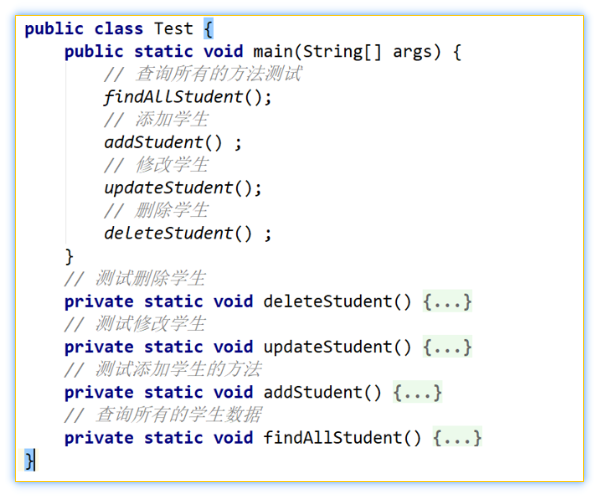 public class Test {
public static void main(String[] args) {
// 查询所有的方法测试
findAllStudent();
// 添加学生
addStudent() ;
// 修改学生
updateStudent();
// 删除学生
deleteStudent() ;
}
// 测试删除学生
private static void deleteStudent() {...}
// 测试修改学生
private static void updateStudent() {...}
// 测试添加学生的方法
private static void addStudent() {...}
// 查询所有的学生数据
private static void findAllStudent() {...}
}